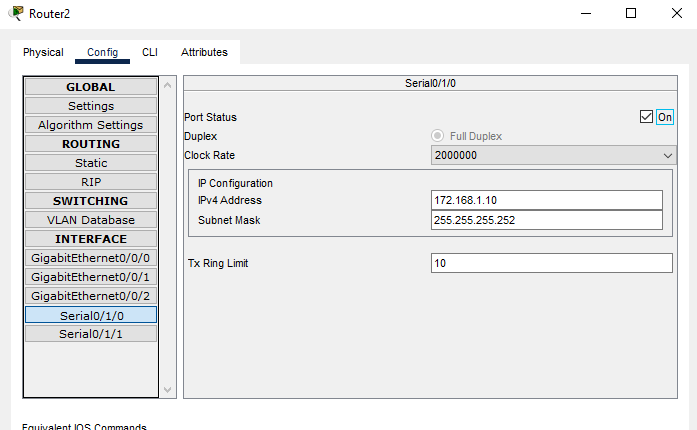 Router2
Physical Config CLI Attributes
GLOBAL
Settings
Algorithm Settings
ROUTING
Static
RIP
SWITCHING
VLAN Database
INTERFACE
GigabitEthernet0/0/0
GigabitEthernet0/0/1
GigabitEthernet0/0/2
Serial0/1/0
Serial0/1/1
Serial0/1/0
Port Status On
Duplex Full Duplex
Clock Rate 2000000
IP Configuration
IPv4 Address 172.168.1.10
Subnet Mask 255.255.255.252
Tx Ring Limit 10
Equivalent IOS Commands